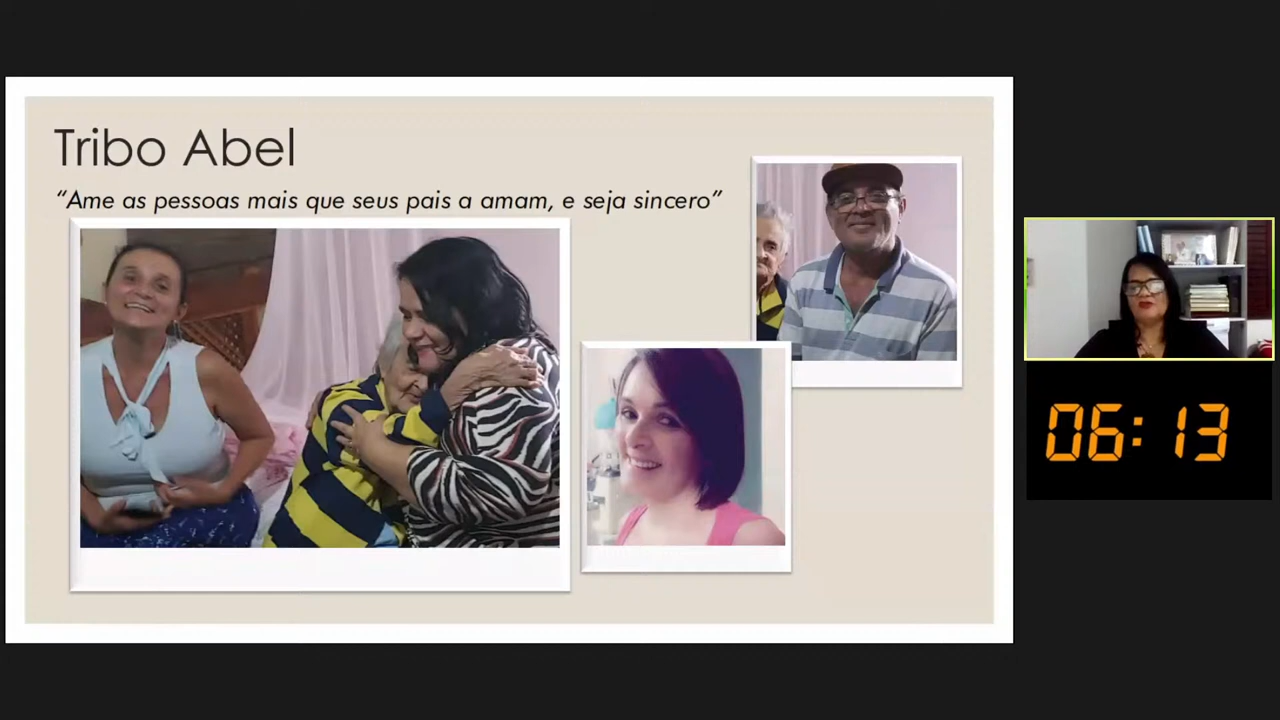 Tribo Abel
“Ame as pessoas mais que seus pais a amam, e seja sincero”
06:13